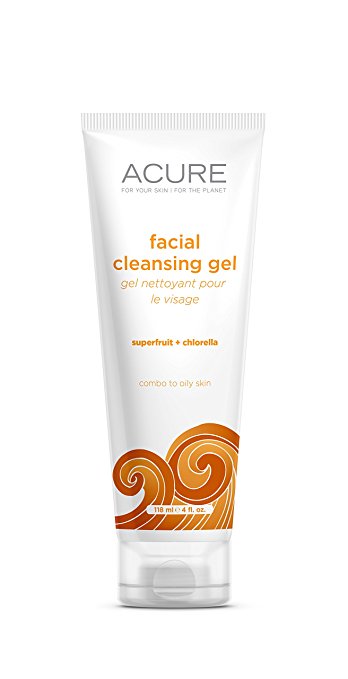 ACURE
FOR YOUR SKIN | FOR THE PLANET
facial
cleansing gel
gel nettoyant pour
le visage
superfruit + chlorella
combo to oily skin
118 ml ℮ 4 fl. oz.